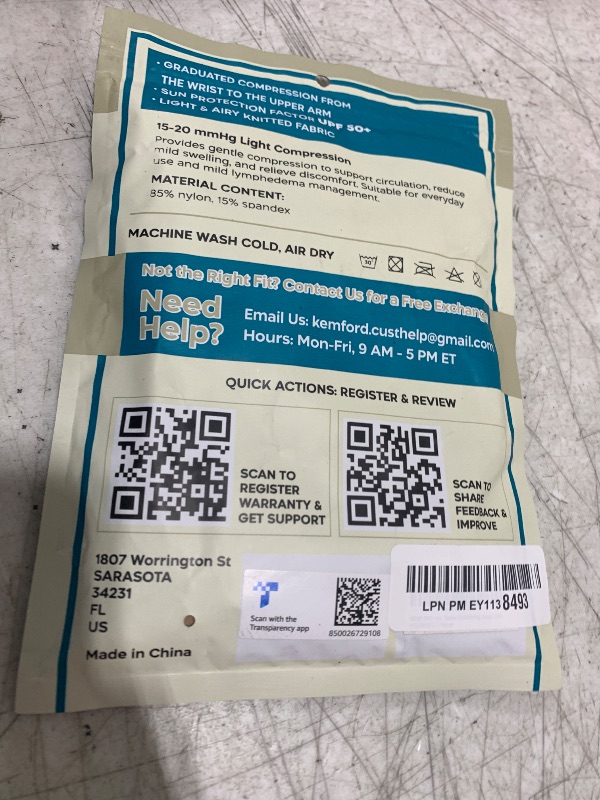 • GRADUATED COMPRESSION FROM
THE WRIST TO THE UPPER ARM
• SUN PROTECTION FACTOR UPF 50+
• LIGHT & AIRY KNITTED FABRIC
15-20 mmHg Light Compression
Provides gentle compression to support circulation, reduce
mild swelling, and relieve discomfort. Suitable for everyday
use and mild lymphedema management.
MATERIAL CONTENT:
85% nylon, 15% spandex
MACHINE WASH COLD, AIR DRY
30°
Not the Right Fit? Contact Us for a Free Exchange
Need
Help?
Email Us: kemford.custhelp@gmail.com
Hours: Mon-Fri, 9 AM - 5 PM ET
QUICK ACTIONS: REGISTER & REVIEW
SCAN TO
REGISTER
WARRANTY &
GET SUPPORT
SCAN TO
SHARE
FEEDBACK &
IMPROVE
1807 Worrington St
SARASOTA
34231
FL
US
Made in China
Scan with the
Transparency app
850026729108
LPN PM EY1138493